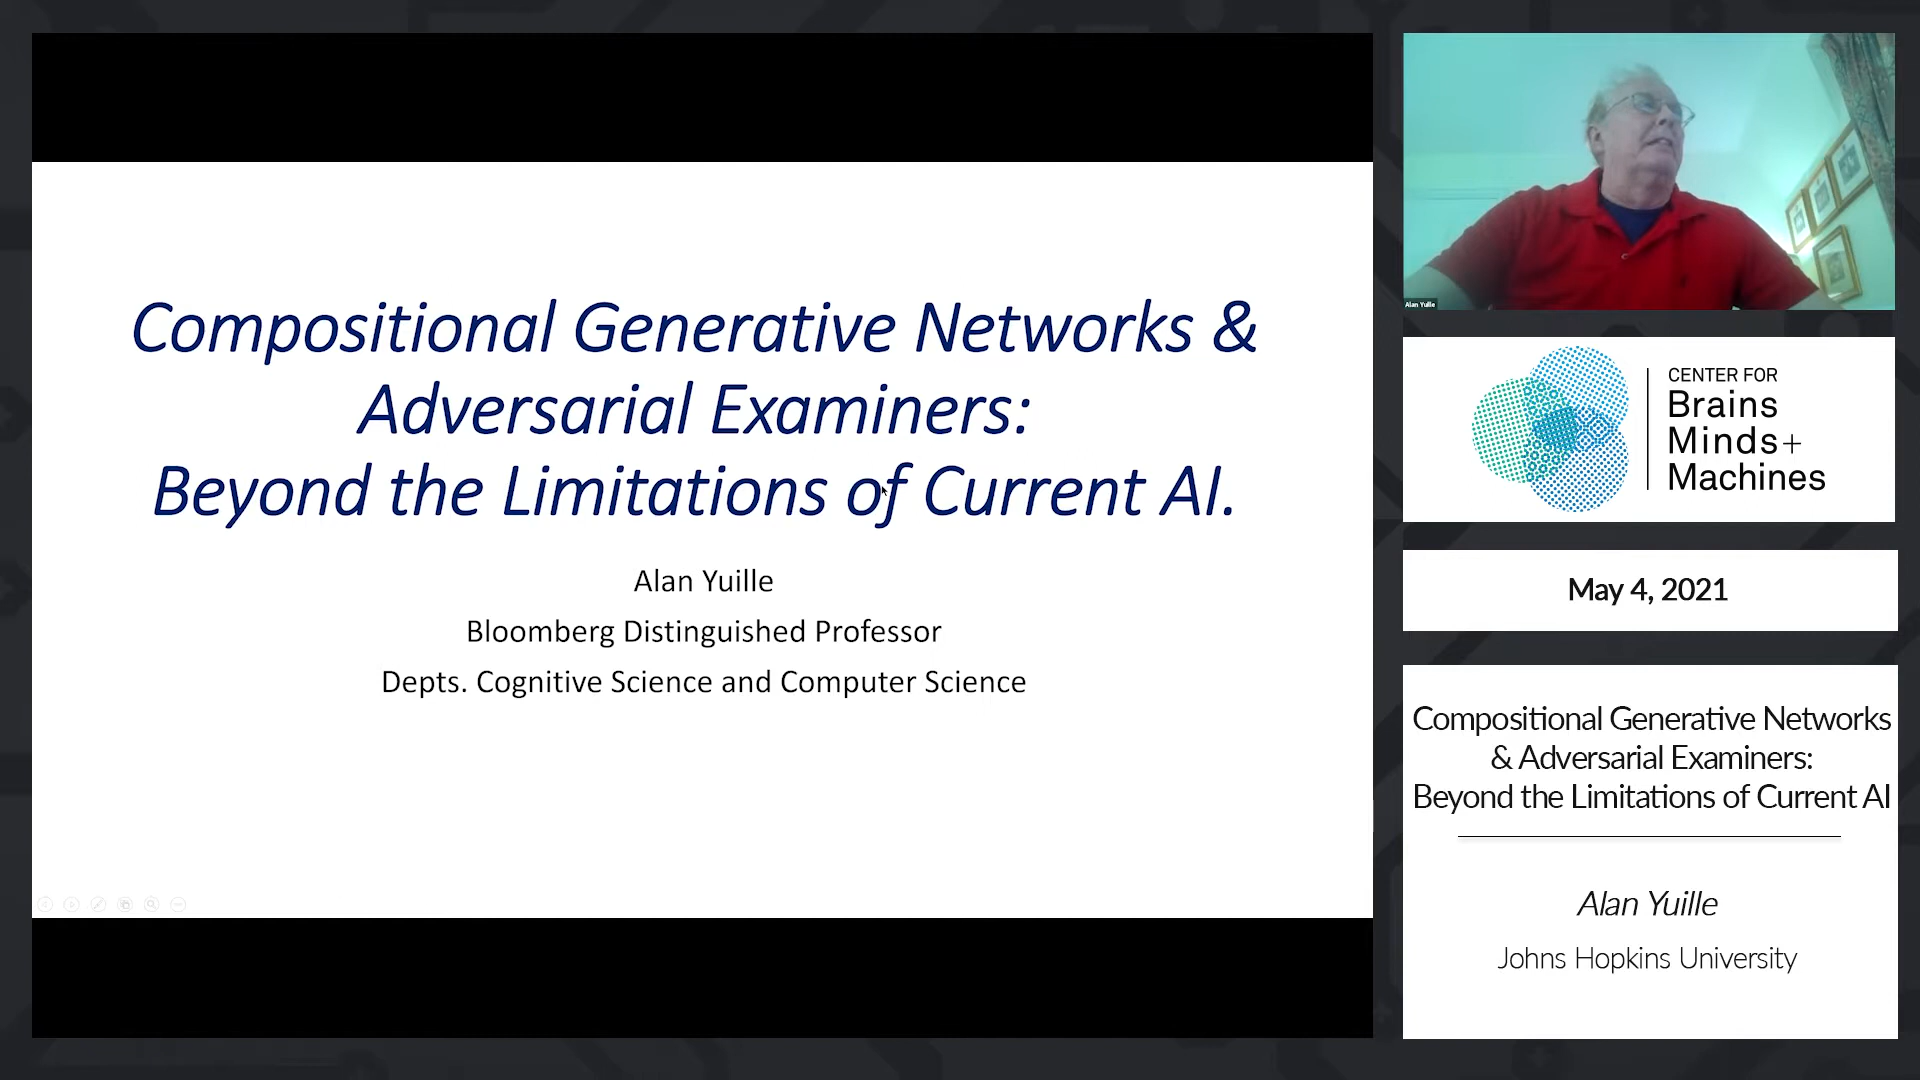 Compositional Generative Networks &
Adversarial Examiners:
Beyond the Limitations of Current AI.
Alan Yuille
Bloomberg Distinguished Professor
Depts. Cognitive Science and Computer Science
Alan Yuille
CENTER FOR
Brains
Minds+
Machines
May 4, 2021
Compositional Generative Networks
& Adversarial Examiners:
Beyond the Limitations of Current AI
Alan Yuille
Johns Hopkins University